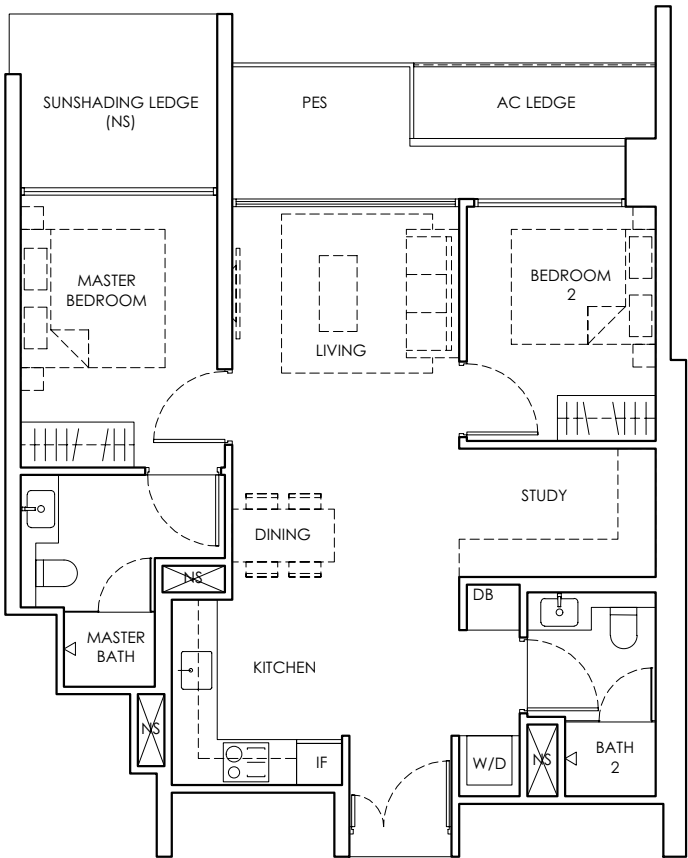 SUNSHADING LEDGE
(NS)
PES
AC LEDGE
MASTER
BEDROOM
BEDROOM
2
LIVING
STUDY
DINING
NS
DB
MASTER
BATH
KITCHEN
NS
IF
W/D
NS
BATH
2